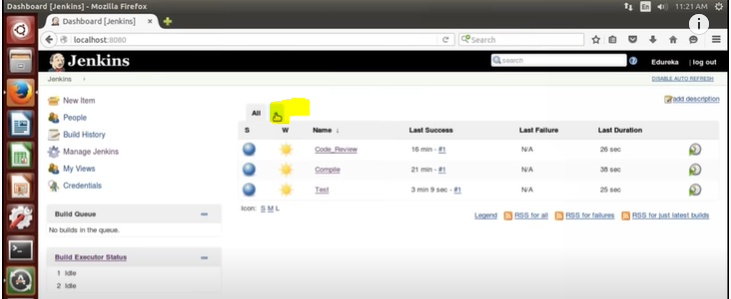 Dashboard [Jenkins] - Mozilla Firefox
En
11:21 AM
Dashboard [Jenkins]
localhost:8080
Search
Jenkins
search
Edureka
log out
Jenkins
DISABLE AUTO REFRESH
New Item
People
Build History
Manage Jenkins
My Views
Credentials
add description
All
S W Name ↓ Last Success Last Failure Last Duration
Code_Review 16 min - #1 N/A 26 sec
Compile 21 min - #1 N/A 38 sec
Test 3 min 9 sec - #1 N/A 25 sec
Icon: S M L
Legend RSS for all RSS for failures RSS for just latest builds
Build Queue
No builds in the queue.
Build Executor Status
1 Idle
2 Idle